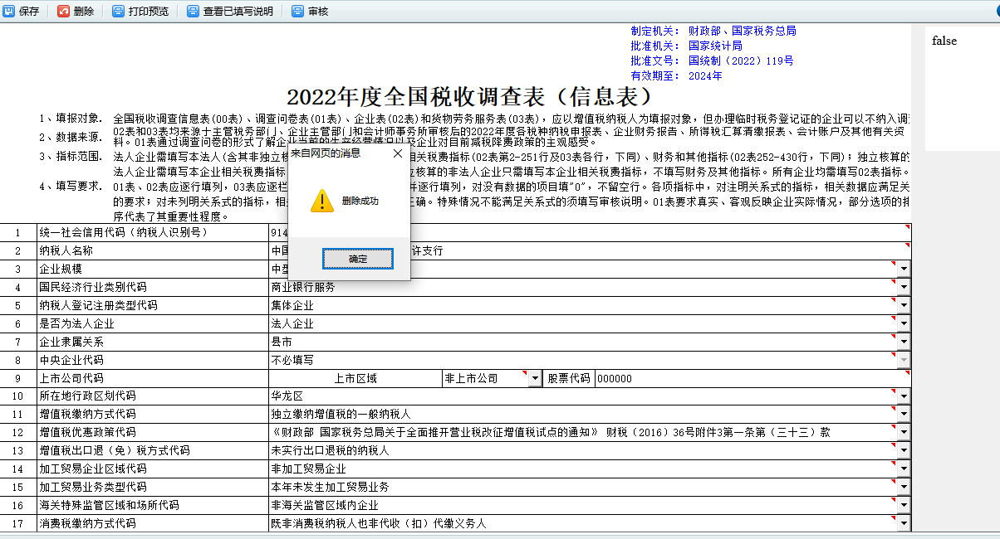 保存 删除 打印预览 查看已填写说明 审核
制定机关： 财政部、国家税务总局
批准机关： 国家统计局
批准文号： 国统制（2022）119号
有效期至： 2024年
false
2022年度全国税收调查表（信息表）
1、填报对象． 全国税收调查信息表(00表)、调查问卷表(01表)、企业表(02表)和货物劳务服务表(03表)，应以增值税纳税人为填报对象，但办理临时税务登记证的企业可以不纳入调
2、数据来源． 02表和03表均来源于主管税务部门、企业主管部门和会计师事务所审核后的2022年度各税种纳税申报表、企业财务报告、所得税汇算清缴报表、会计账户及其他有关资
料。01表通过调查问卷的形式了解企业当前的生产经营情况以及企业对目前减税降费政策的主观感受。
3、指标范围． 法人企业需填写本法人(含其非独立核 相关税费指标(02表第2-251行及03表各行，下同)、财务和其他指标(02表252-430行，下同)；独立核算的
法人企业需填写本企业相关税费指标 立核算的非法人企业只需填写本企业相关税费指标，不填写财务及其他指标。所有企业均需填写02表指标。
4、填写要求． 01表、02表应逐行填列，03表应逐栏 并逐行填列，对没有数据的项目填"0"，不留空行。各项指标中，对注明关系式的指标，相关数据应满足关
的要求；对未列明关系式的指标，相 正确。特殊情况不能满足关系式的须填写审核说明。01表要求真实、客观反映企业实际情况，部分选项的排
序代表了其重要性程度。
来自网页的消息
删除成功
确定
1 统一社会信用代码（纳税人识别号） 914
2 纳税人名称 中国 许支行
3 企业规模 中型
4 国民经济行业类别代码 商业银行服务
5 纳税人登记注册类型代码 集体企业
6 是否为法人企业 法人企业
7 企业隶属关系 县市
8 中央企业代码 不必填写
9 上市公司代码 上市区域 非上市公司 股票代码 000000
10 所在地行政区划代码 华龙区
11 增值税缴纳方式代码 独立缴纳增值税的一般纳税人
12 增值税优惠政策代码 《财政部 国家税务总局关于全面推开营业税改征增值税试点的通知》 财税（2016）36号附件3第一条第（三十三）款
13 增值税出口退（免）税方式代码 未实行出口退税的纳税人
14 加工贸易企业区域代码 非加工贸易企业
15 加工贸易业务类型代码 本年未发生加工贸易业务
16 海关特殊监管区域和场所代码 非海关监管区域内企业
17 消费税缴纳方式代码 既非消费税纳税人也非代收（扣）代缴义务人